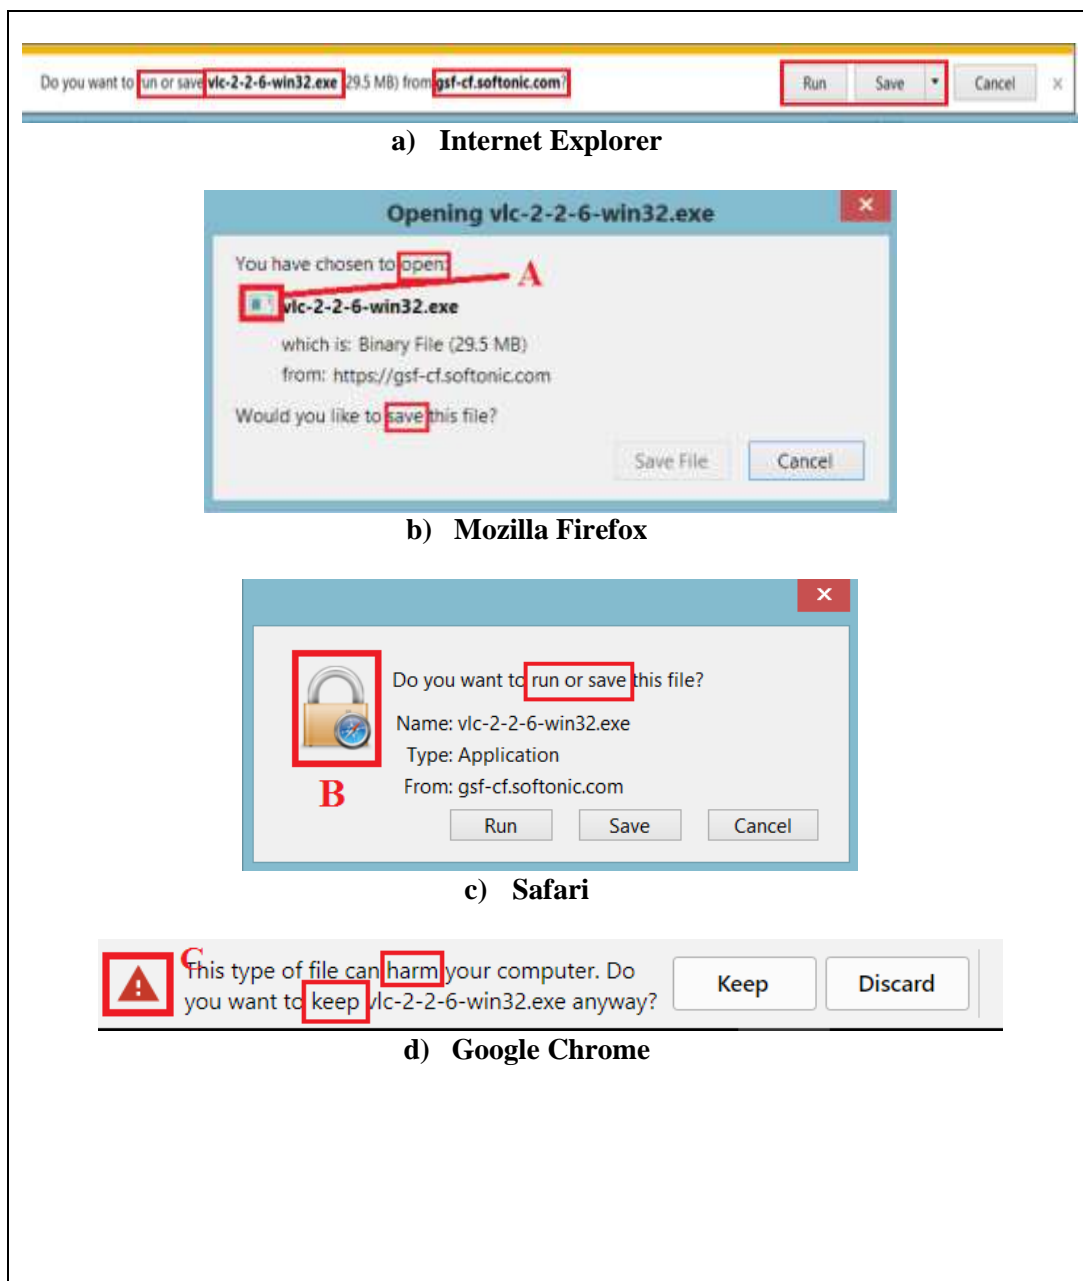 Do you want to run or save vlc-2-2-6-win32.exe (29.5 MB) from gsf-cf.softonic.com?
Run
Save
Cancel
×
a) Internet Explorer
Opening vlc-2-2-6-win32.exe
×
You have chosen to open:
A
vlc-2-2-6-win32.exe
which is: Binary File (29.5 MB)
from: https://gsf-cf.softonic.com
Would you like to save this file?
Save File
Cancel
b) Mozilla Firefox
×
Do you want to run or save this file?
Name: vlc-2-2-6-win32.exe
Type: Application
From: gsf-cf.softonic.com
B
Run
Save
Cancel
c) Safari
C
This type of file can harm your computer. Do
you want to keep vlc-2-2-6-win32.exe anyway?
Keep
Discard
d) Google Chrome